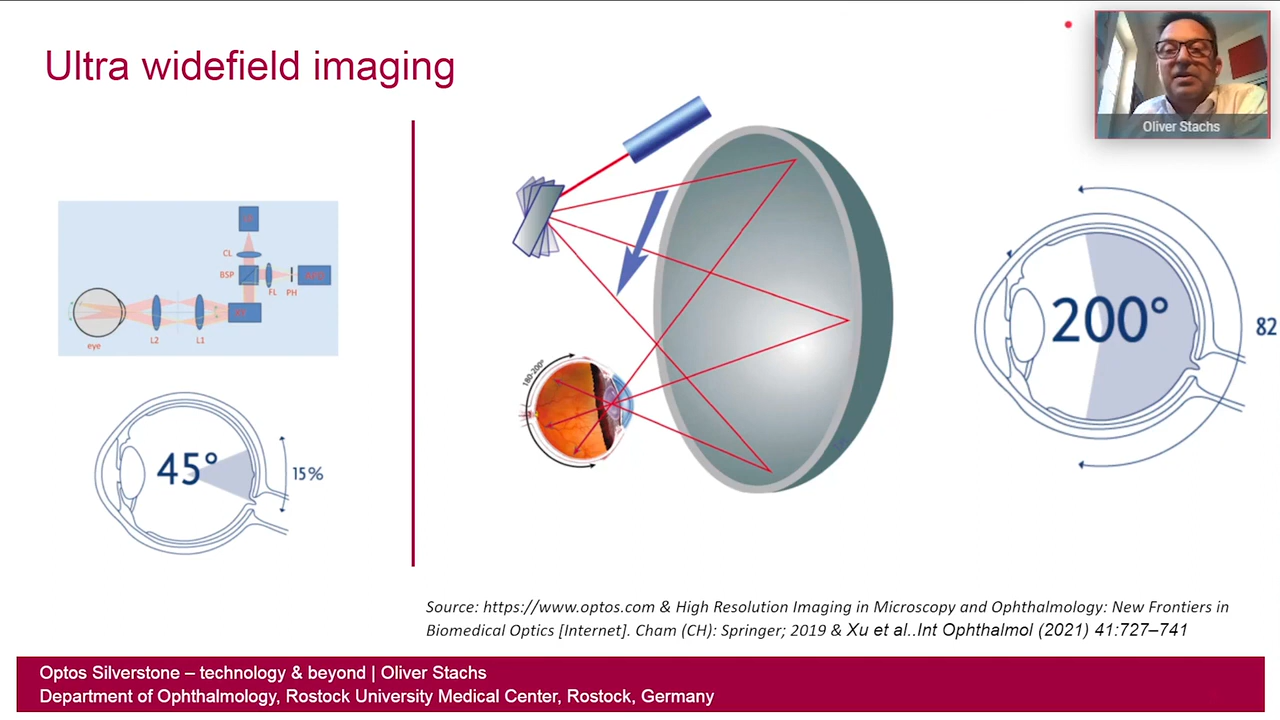 Ultra widefield imaging
Oliver Stachs
CL
BSP
FL
PH
L2
L1
eye
45°
15%
180-200°
200°
82
Source: https://www.optos.com & High Resolution Imaging in Microscopy and Ophthalmology: New Frontiers in
Biomedical Optics [Internet]. Cham (CH): Springer; 2019 & Xu et al..Int Ophthalmol (2021) 41:727–741
Optos Silverstone – technology & beyond | Oliver Stachs
Department of Ophthalmology, Rostock University Medical Center, Rostock, Germany